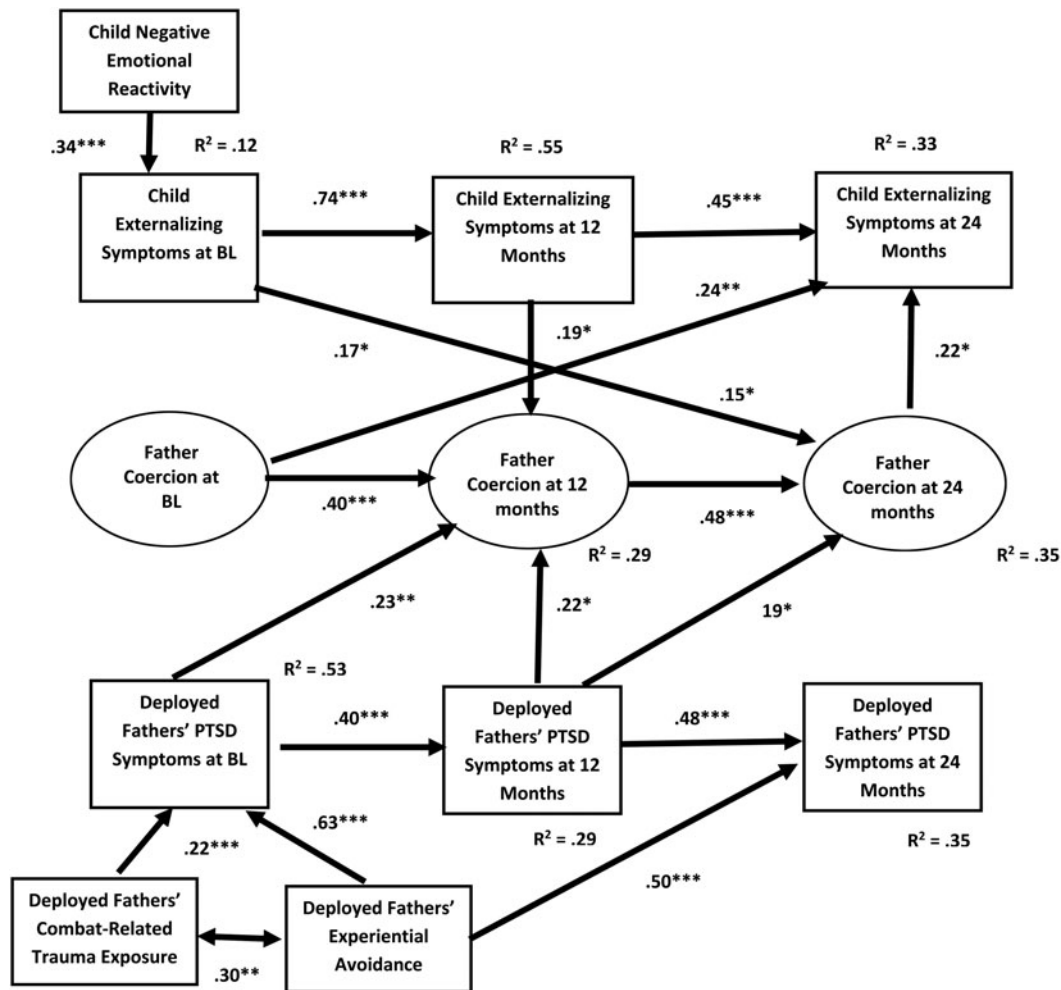 Child Negative
Emotional
Reactivity
.34***
R² = .12
R² = .55
R² = .33
Child
Externalizing
Symptoms at BL
.74***
Child Externalizing
Symptoms at 12
Months
.45***
Child Externalizing
Symptoms at 24
Months
.24**
.17*
.19*
.15*
.22*
Father
Coercion at
BL
.40***
Father
Coercion at 12
months
.48***
Father
Coercion at 24
months
R² = .29
R² = .35
.23**
.22*
19*
R² = .53
Deployed
Fathers' PTSD
Symptoms at BL
.40***
Deployed
Fathers' PTSD
Symptoms at 12
Months
.48***
Deployed
Fathers' PTSD
Symptoms at 24
Months
.22***
.63***
R² = .29
R² = .35
.50***
Deployed Fathers'
Combat-Related
Trauma Exposure
.30**
Deployed Fathers'
Experiential
Avoidance